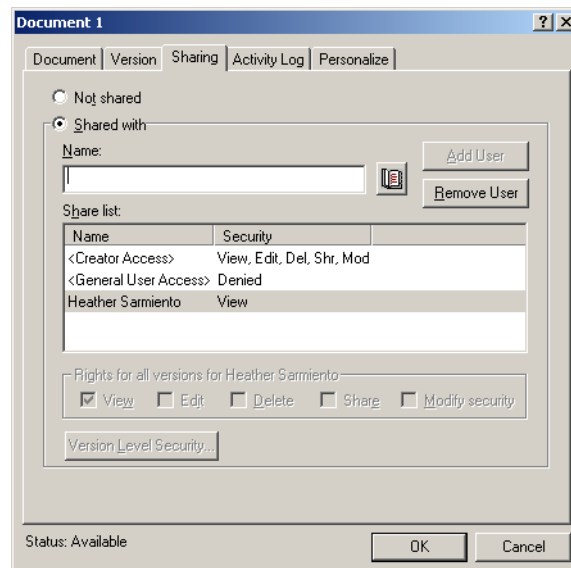 Document 1
Document Version Sharing Activity Log Personalize
Not shared
Shared with
Name:
Add User
Remove User
Share list:
Name Security
<Creator Access> View, Edit, Del, Shr, Mod
<General User Access> Denied
Heather Sarmiento View
Rights for all versions for Heather Sarmiento
View Edit Delete Share Modify security
Version Level Security...
Status: Available OK Cancel